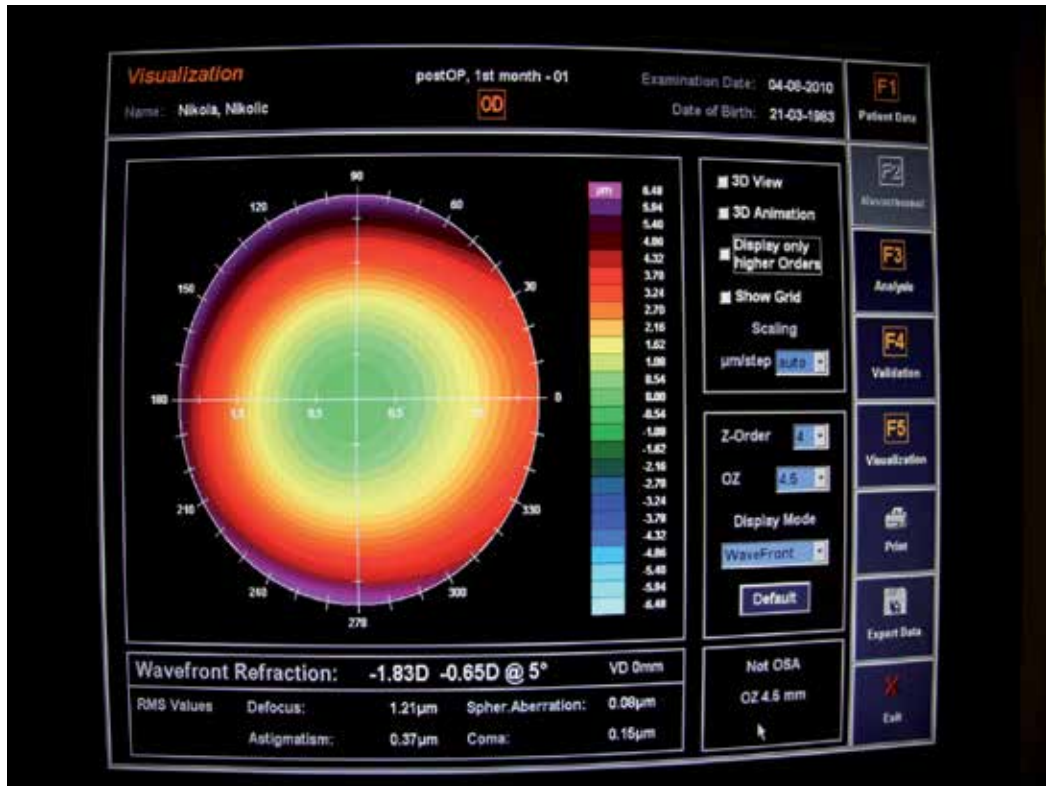 Visualization
postOP, 1st month - 01
Examination Date: 04-06-2010
Name: Nikola, Nikolic
OD
Date of Birth: 21-03-1983
F1
Patient Data
F2
F3
Analysis
F4
Validation
F5
Visualization
Print
Export Data
X
Exit
90
120
60
150
30
180
0
210
330
240
300
270
0,5
0,5
µm
6.48
5.94
5.40
4.86
4.32
3.78
3.24
2.70
2.16
1.62
1.08
0.54
0.00
-0.54
-1.08
-1.62
-2.16
-2.70
-3.24
-3.78
-4.32
-4.86
-5.40
-5.94
-6.48
3D View
3D Animation
Display only
higher Orders
Show Grid
Scaling
µm/step auto
Z-Order 4
OZ 4.5
Display Mode
WaveFront
Default
Wavefront Refraction: -1.83D -0.65D @ 5° VD 0mm
RMS Values Defocus: 1.21µm Spher.Aberration: 0.08µm
Astigmatism: 0.37µm Coma: 0.15µm
Not OSA
OZ 4.5 mm